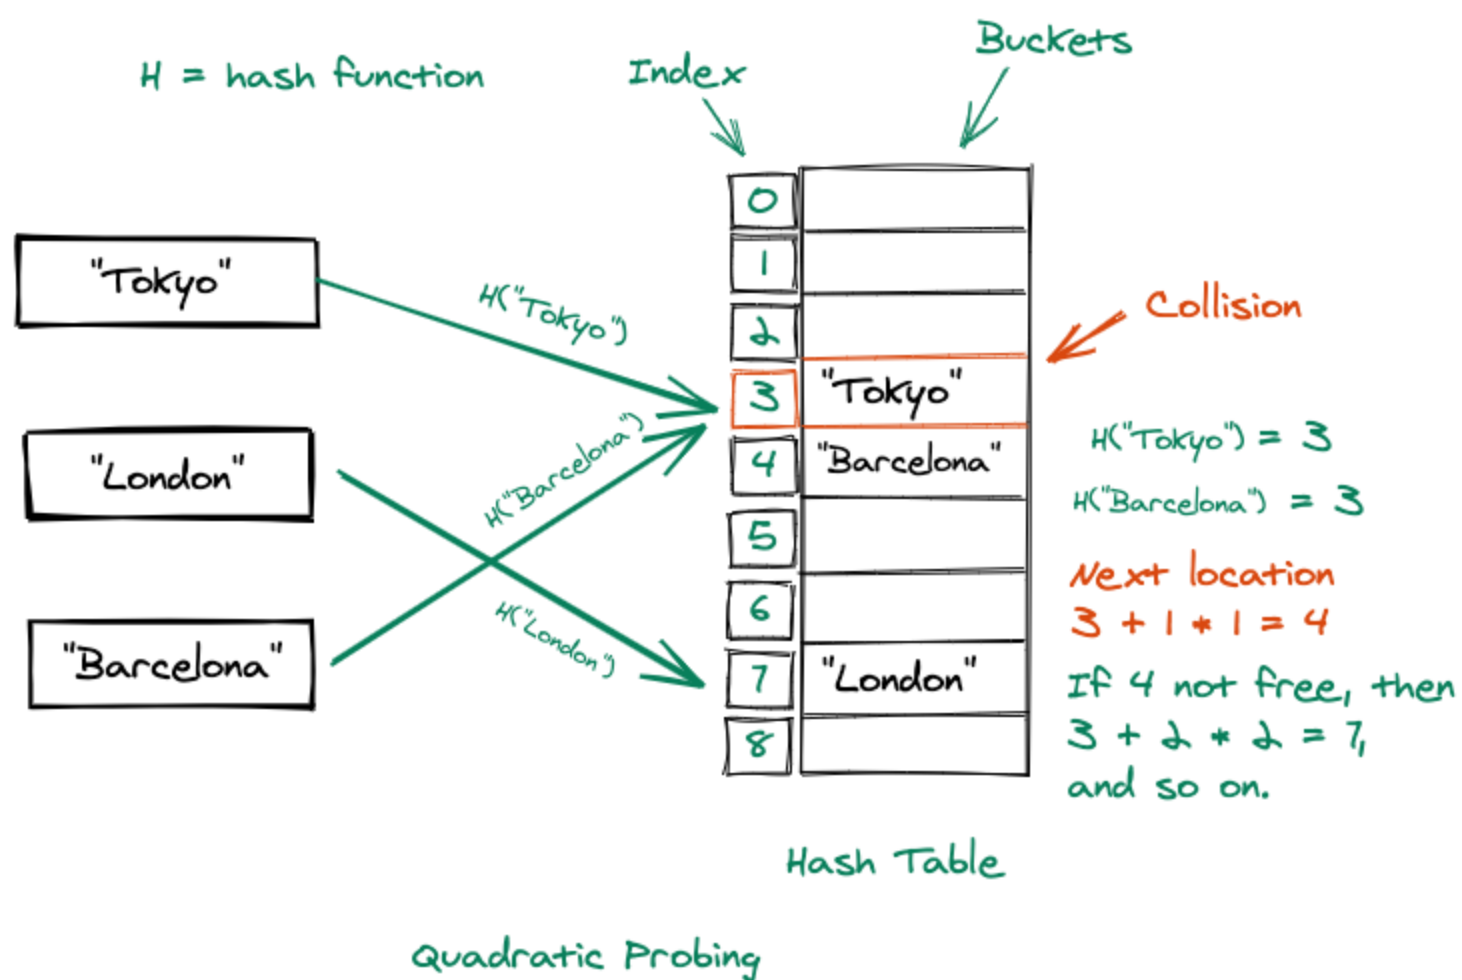 Buckets
H = hash function
Index
0
1
2
3
4
5
6
7
8
"Tokyo"
"London"
"Barcelona"
H("Tokyo")
H("Barcelona")
H("London")
"Tokyo"
"Barcelona"
"London"
Collision
H("Tokyo") = 3
H("Barcelona") = 3
Next location
3 + 1 * 1 = 4
If 4 not free, then
3 + 2 * 2 = 7,
and so on.
Hash Table
Quadratic Probing